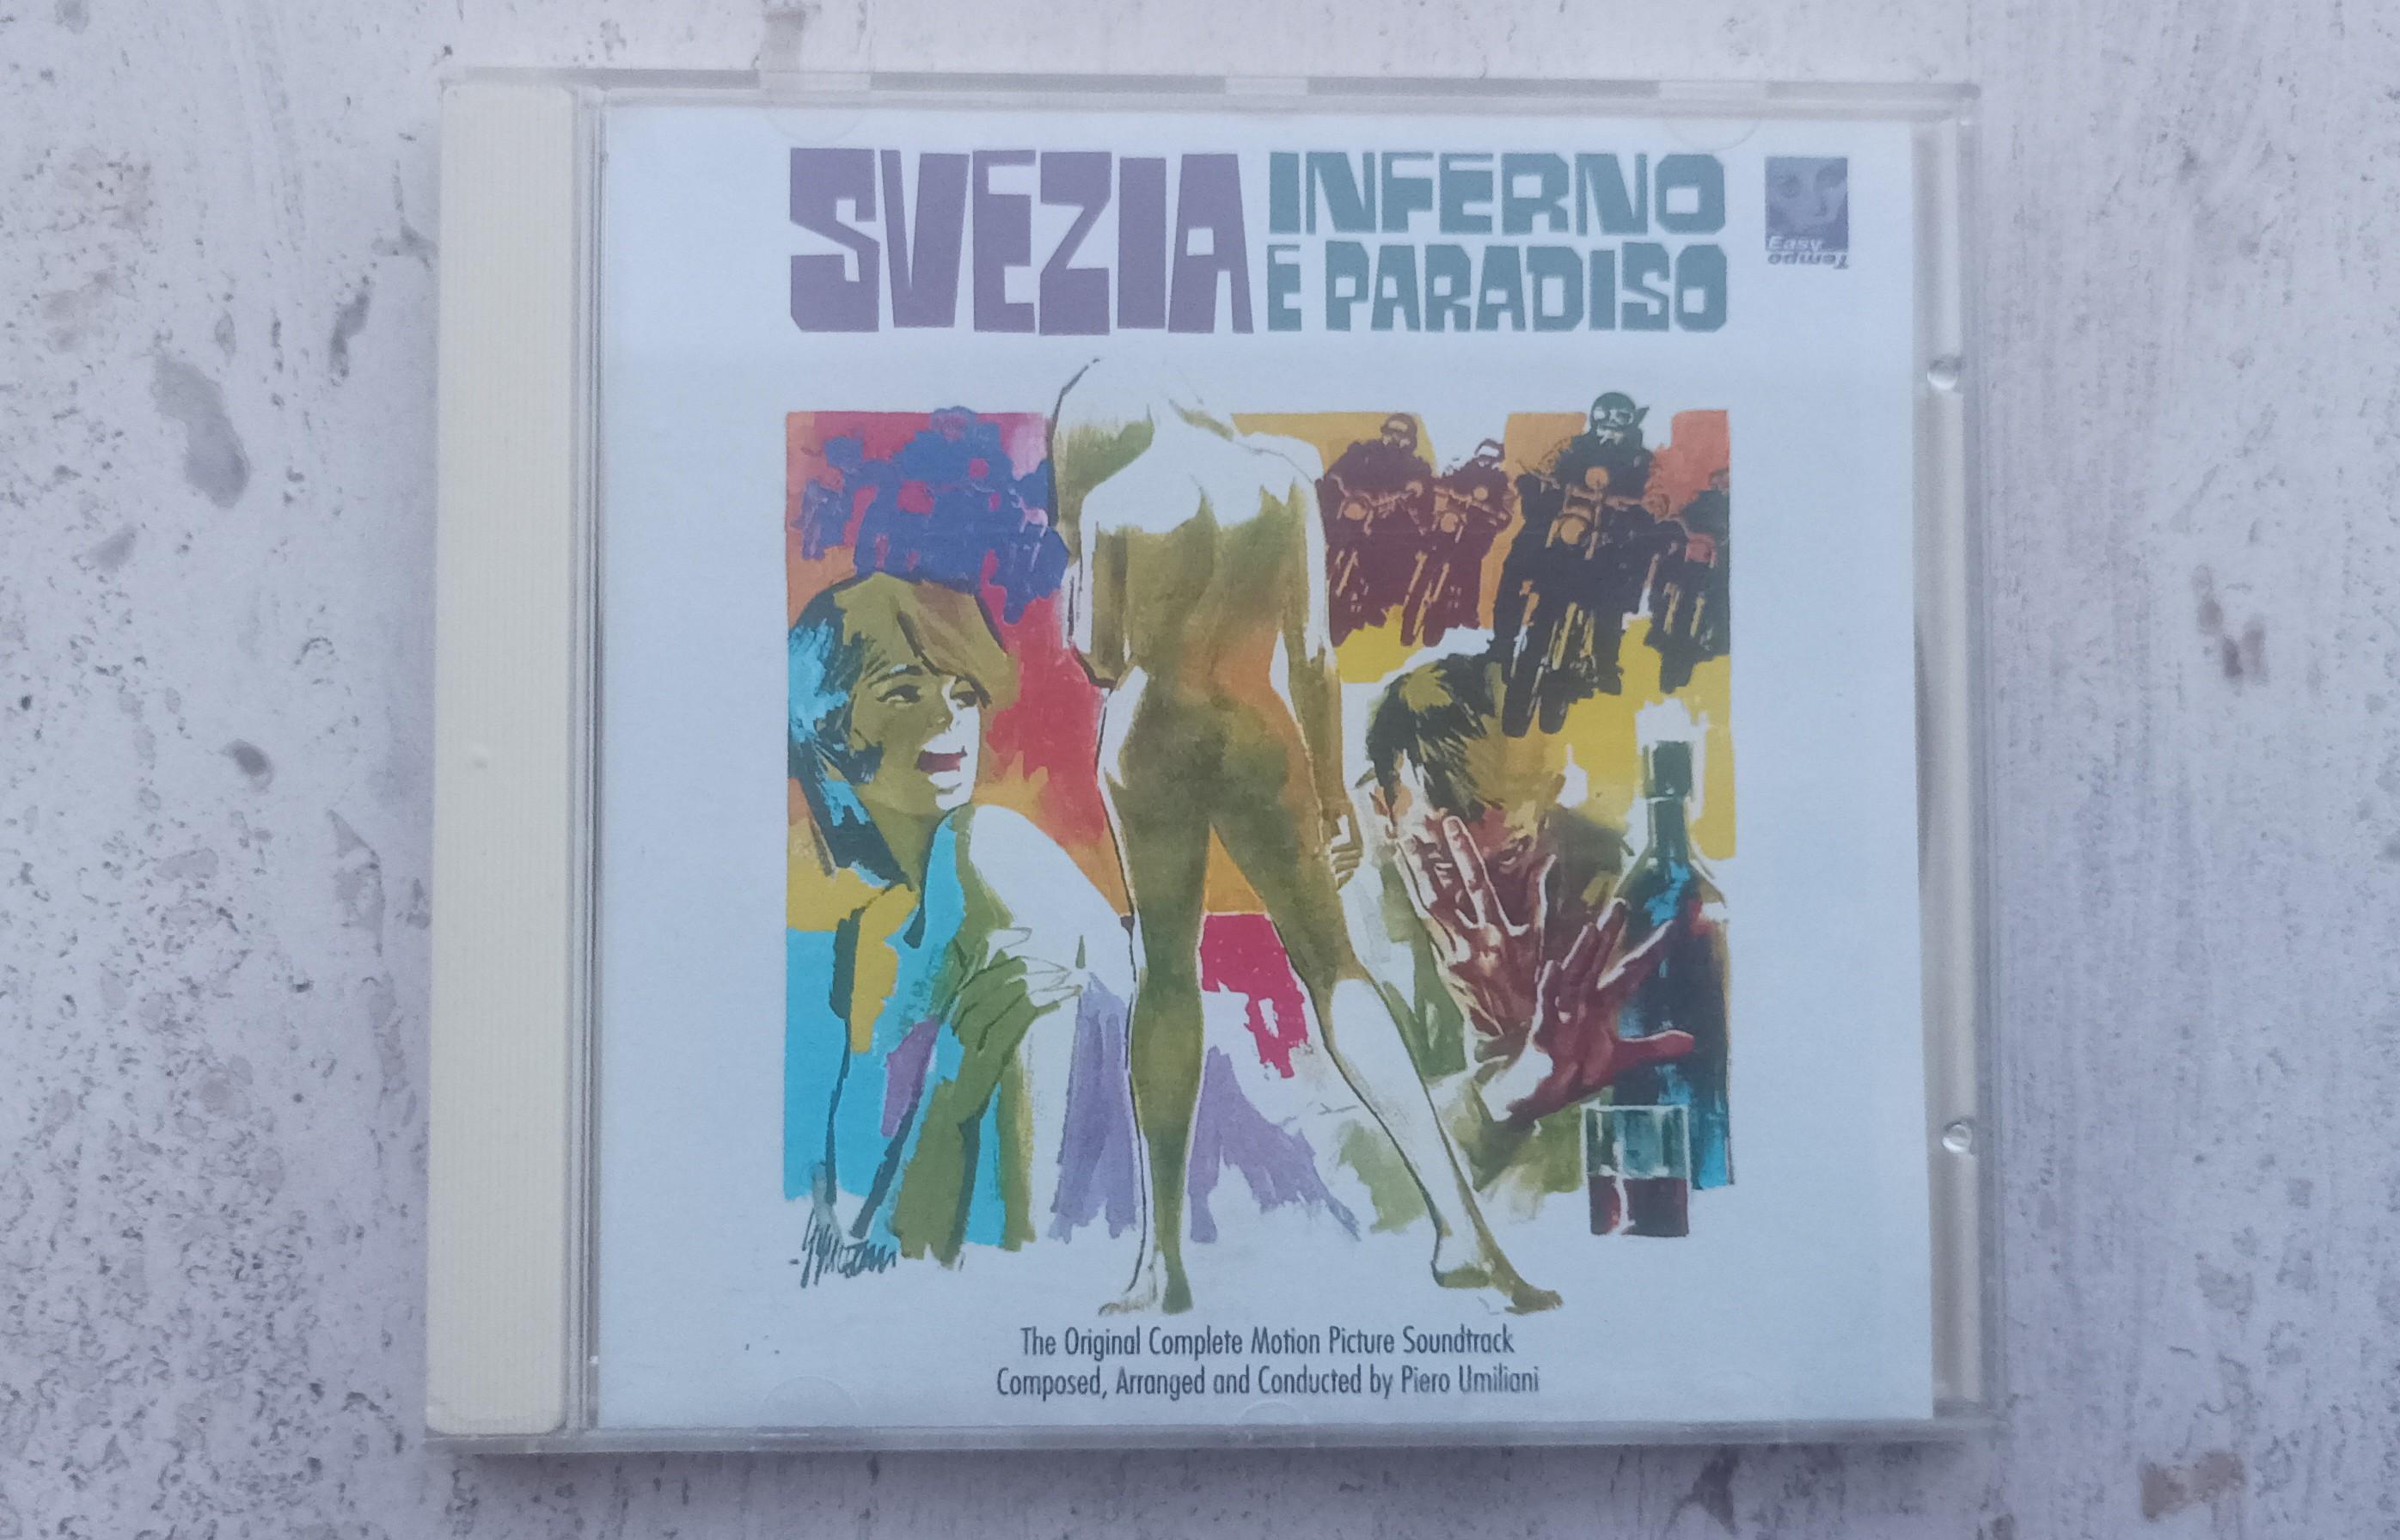 SVEZIA INFERNO
E PARADISO
Easy
Tempo
The Original Complete Motion Picture Soundtrack
Composed, Arranged and Conducted by Piero Umiliani